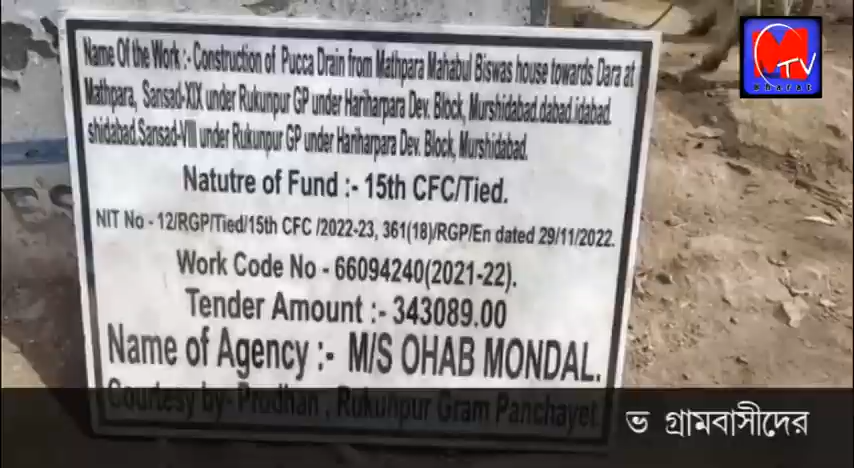 Name Of the Work :- Construction of Pucca Drain from Mathpara Mahabul Biswas house towards Dara at
Mathpara, Sansad-XIX under Rukunpur GP under Hariharpara Dev. Block, Murshidabad.dabad.idabad.
shidabad.Sansad-VIII under Rukunpur GP under Hariharpara Dev. Block, Murshidabad.
Natutre of Fund :- 15th CFC/Tied.
NIT No - 12/RGP/Tied/15th CFC /2022-23, 361(18)/RGP/En dated 29/11/2022.
Work Code No - 66094240(2021-22).
Tender Amount :- 343089.00
Name of Agency :- M/S OHAB MONDAL.
Courtesy by- Prodhan , Rukunpur Gram Panchayet.
ভ গ্রামবাসীদের
MTV
Bharat